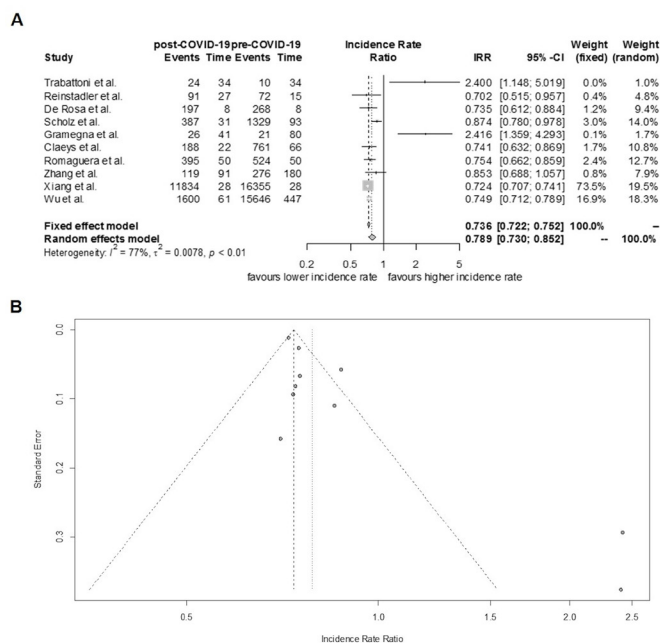 A
post-COVID-19 pre-COVID-19 Incidence Rate Weight Weight
Study Events Time Events Time Ratio IRR 95% -CI (fixed) (random)
Trabattoni et al. 24 34 10 34 2.400 [1.148; 5.019] 0.0% 1.0%
Reinstadler et al. 91 27 72 15 0.702 [0.515; 0.957] 0.4% 4.8%
De Rosa et al. 197 8 268 8 0.735 [0.612; 0.884] 1.2% 9.4%
Scholz et al. 387 31 1329 93 0.874 [0.780; 0.978] 3.0% 14.0%
Gramegna et al. 26 41 21 80 2.416 [1.359; 4.293] 0.1% 1.7%
Claeys et al. 188 22 761 66 0.741 [0.632; 0.869] 1.7% 10.8%
Romaguera et al. 395 50 524 50 0.754 [0.662; 0.859] 2.4% 12.7%
Zhang et al. 119 91 276 180 0.853 [0.688; 1.057] 0.8% 7.9%
Xiang et al. 11834 28 16355 28 0.724 [0.707; 0.741] 73.5% 19.5%
Wu et al. 1600 61 15646 447 0.749 [0.712; 0.789] 16.9% 18.3%
Fixed effect model 0.736 [0.722; 0.752] 100.0% --
Random effects model 0.789 [0.730; 0.852] -- 100.0%
Heterogeneity: I² = 77%, τ² = 0.0078, p < 0.01
0.2 0.5 1 2 5
favours lower incidence rate favours higher incidence rate
B
Standard Error
0.0
0.1
0.2
0.3
0.5 1.0 1.5 2.0 2.5
Incidence Rate Ratio